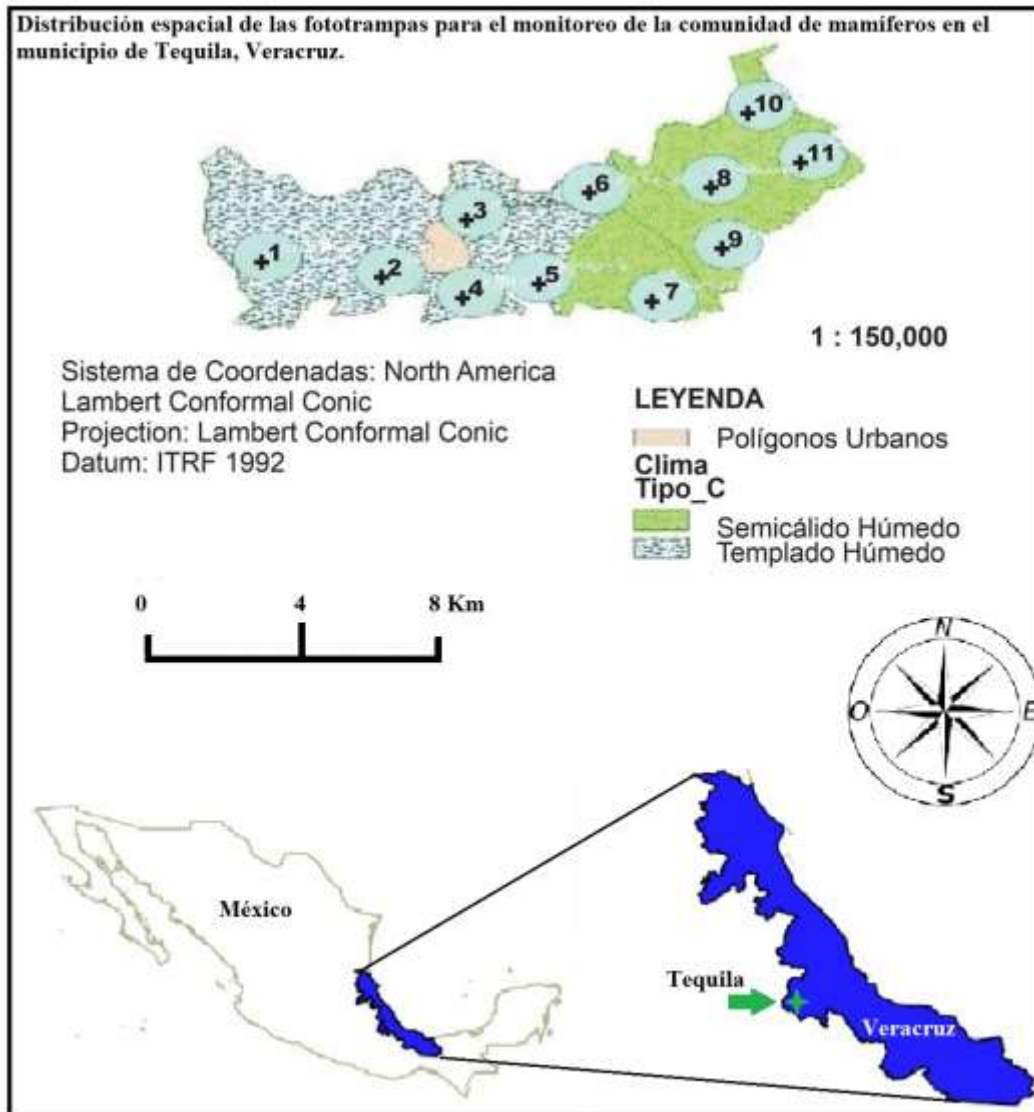 Distribución espacial de las fototrampas para el monitoreo de la comunidad de mamíferos en el
municipio de Tequila, Veracruz.
10
11
6
8
3
9
1
2
5
4
7
1 : 150,000
Sistema de Coordenadas: North America
Lambert Conformal Conic
Projection: Lambert Conformal Conic
Datum: ITRF 1992
LEYENDA
Polígonos Urbanos
Clima
Tipo_C
Semicálido Húmedo
Templado Húmedo
0 4 8 Km
N
O E
S
México
Tequila
Veracruz